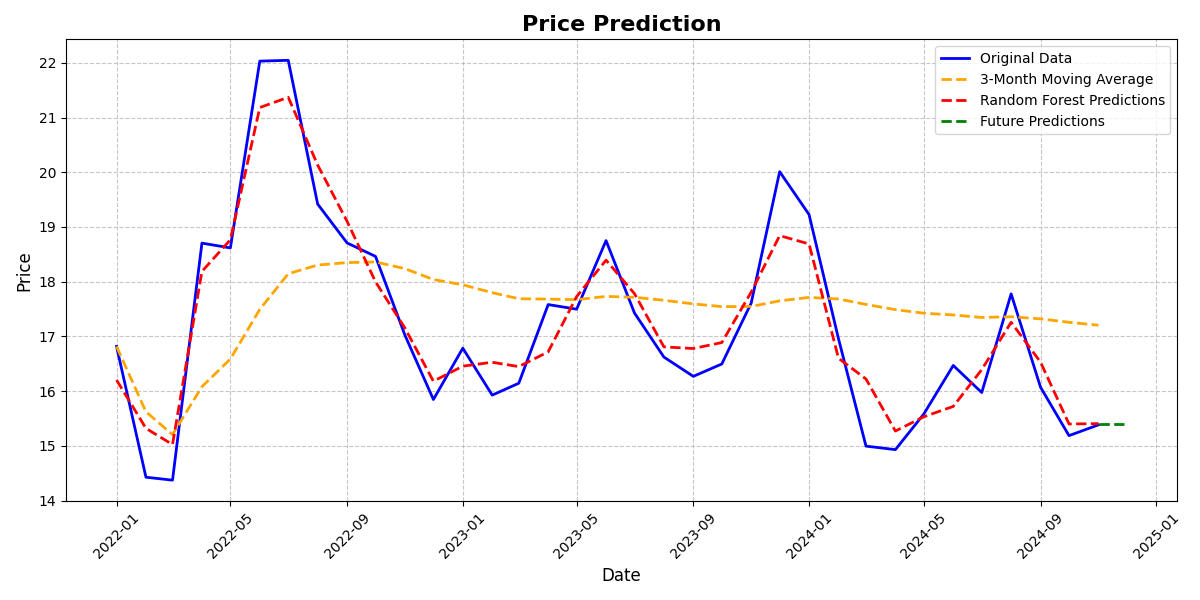 Price Prediction
Original Data
3-Month Moving Average
Random Forest Predictions
Future Predictions
Price
22
21
20
19
18
17
16
15
14
2022-01
2022-05
2022-09
2023-01
2023-05
2023-09
2024-01
2024-05
2024-09
2025-01
Date